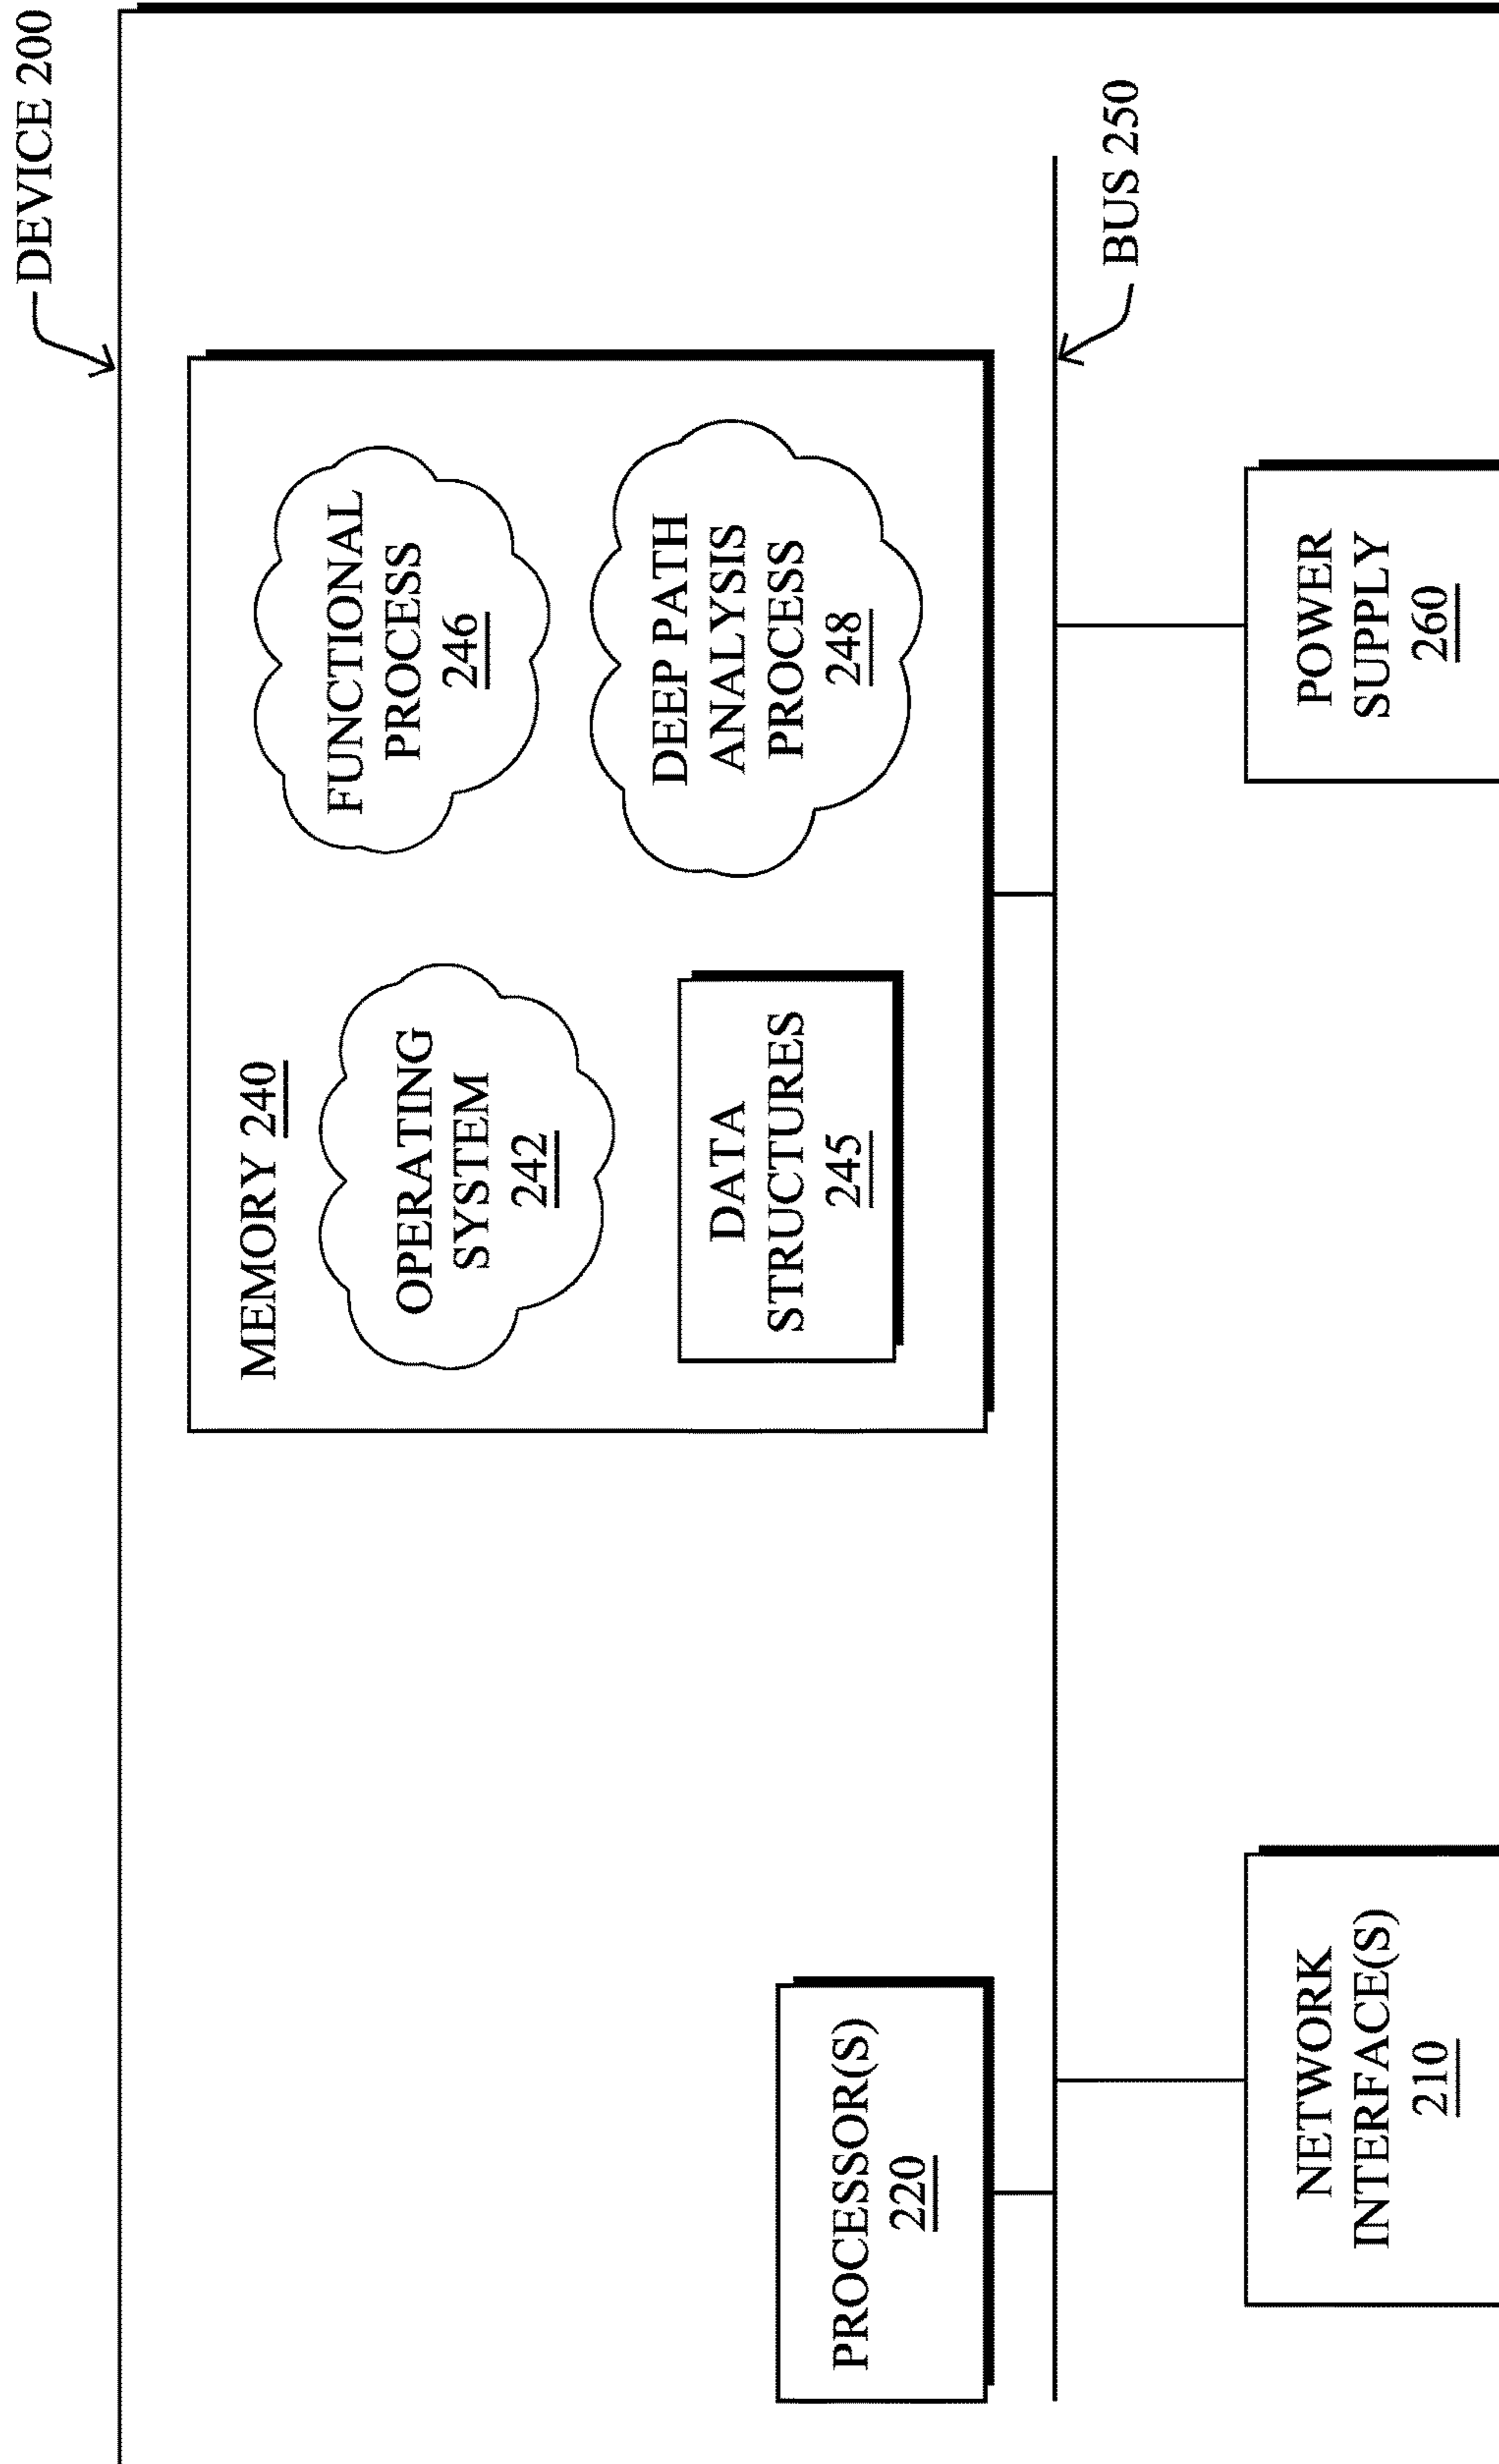 DEVICE 200
MEMORY 240
OPERATING
SYSTEM
242
FUNCTIONAL
PROCESS
246
DATA
STRUCTURES
245
DEEP PATH
ANALYSIS
PROCESS
248
PROCESSOR(S)
220
BUS 250
NETWORK
INTERFACE(S)
210
POWER
SUPPLY
260